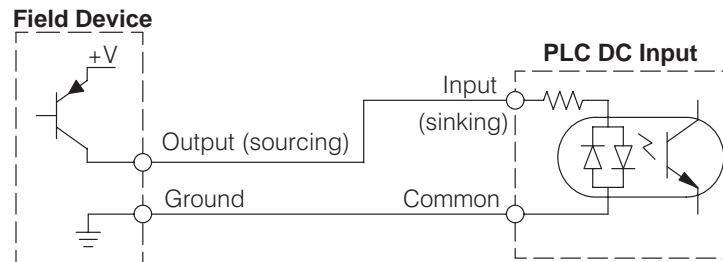 Field Device
PLC DC Input
+V
Input
(sinking)
Output (sourcing)
Ground
Common